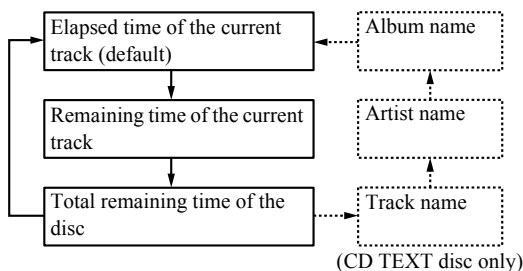 Elapsed time of the current
track (default)
Remaining time of the current
track
Total remaining time of the
disc
Track name
Artist name
Album name
(CD TEXT disc only)